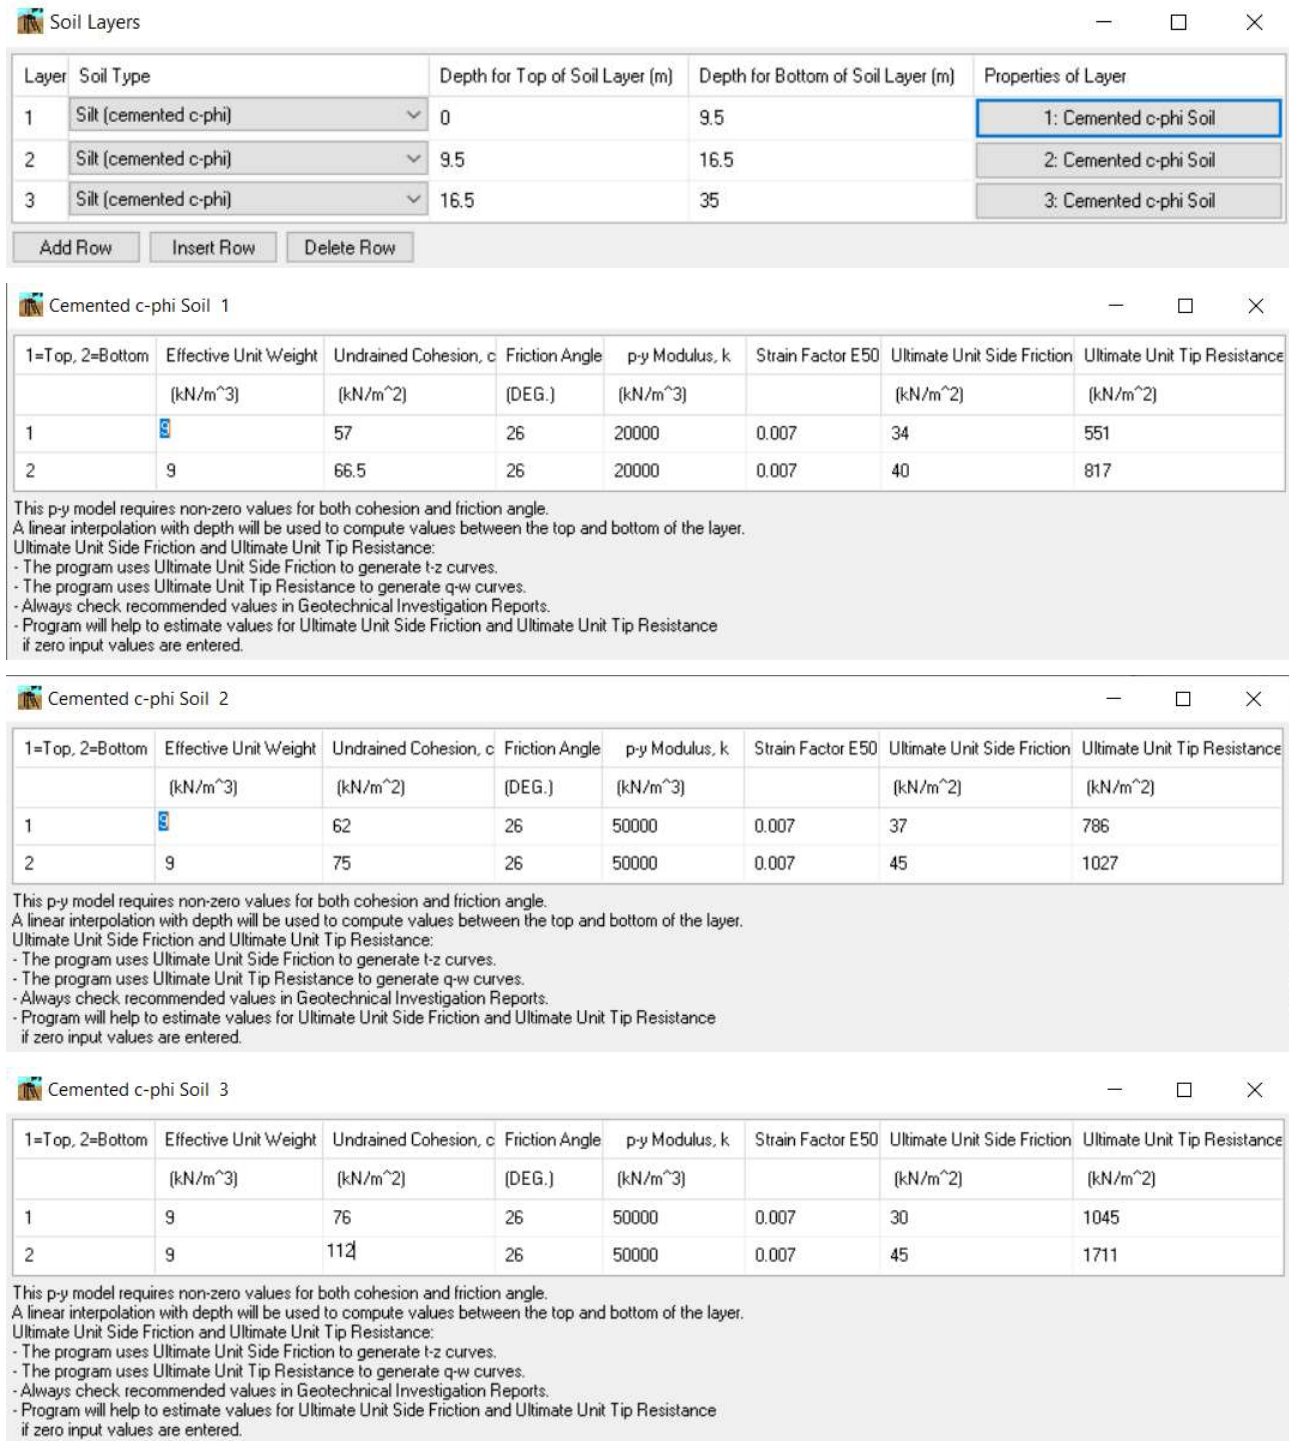 Soil Layers
Layer Soil Type Depth for Top of Soil Layer (m) Depth for Bottom of Soil Layer (m) Properties of Layer
1 Silt (cemented c-phi) 0 9.5 1: Cemented c-phi Soil
2 Silt (cemented c-phi) 9.5 16.5 2: Cemented c-phi Soil
3 Silt (cemented c-phi) 16.5 35 3: Cemented c-phi Soil
Add Row Insert Row Delete Row
Cemented c-phi Soil 1
1=Top, 2=Bottom Effective Unit Weight Undrained Cohesion, c Friction Angle p-y Modulus, k Strain Factor E50 Ultimate Unit Side Friction Ultimate Unit Tip Resistance
(kN/m^3) (kN/m^2) (DEG.) (kN/m^3) (kN/m^2) (kN/m^2)
1 9 57 26 20000 0.007 34 551
2 9 66.5 26 20000 0.007 40 817
This p-y model requires non-zero values for both cohesion and friction angle.
A linear interpolation with depth will be used to compute values between the top and bottom of the layer.
Ultimate Unit Side Friction and Ultimate Unit Tip Resistance:
- The program uses Ultimate Unit Side Friction to generate t-z curves.
- The program uses Ultimate Unit Tip Resistance to generate q-w curves.
- Always check recommended values in Geotechnical Investigation Reports.
- Program will help to estimate values for Ultimate Unit Side Friction and Ultimate Unit Tip Resistance
if zero input values are entered.
Cemented c-phi Soil 2
1=Top, 2=Bottom Effective Unit Weight Undrained Cohesion, c Friction Angle p-y Modulus, k Strain Factor E50 Ultimate Unit Side Friction Ultimate Unit Tip Resistance
(kN/m^3) (kN/m^2) (DEG.) (kN/m^3) (kN/m^2) (kN/m^2)
1 9 62 26 50000 0.007 37 786
2 9 75 26 50000 0.007 45 1027
This p-y model requires non-zero values for both cohesion and friction angle.
A linear interpolation with depth will be used to compute values between the top and bottom of the layer.
Ultimate Unit Side Friction and Ultimate Unit Tip Resistance:
- The program uses Ultimate Unit Side Friction to generate t-z curves.
- The program uses Ultimate Unit Tip Resistance to generate q-w curves.
- Always check recommended values in Geotechnical Investigation Reports.
- Program will help to estimate values for Ultimate Unit Side Friction and Ultimate Unit Tip Resistance
if zero input values are entered.
Cemented c-phi Soil 3
1=Top, 2=Bottom Effective Unit Weight Undrained Cohesion, c Friction Angle p-y Modulus, k Strain Factor E50 Ultimate Unit Side Friction Ultimate Unit Tip Resistance
(kN/m^3) (kN/m^2) (DEG.) (kN/m^3) (kN/m^2) (kN/m^2)
1 9 76 26 50000 0.007 30 1045
2 9 112 26 50000 0.007 45 1711
This p-y model requires non-zero values for both cohesion and friction angle.
A linear interpolation with depth will be used to compute values between the top and bottom of the layer.
Ultimate Unit Side Friction and Ultimate Unit Tip Resistance:
- The program uses Ultimate Unit Side Friction to generate t-z curves.
- The program uses Ultimate Unit Tip Resistance to generate q-w curves.
- Always check recommended values in Geotechnical Investigation Reports.
- Program will help to estimate values for Ultimate Unit Side Friction and Ultimate Unit Tip Resistance
if zero input values are entered.